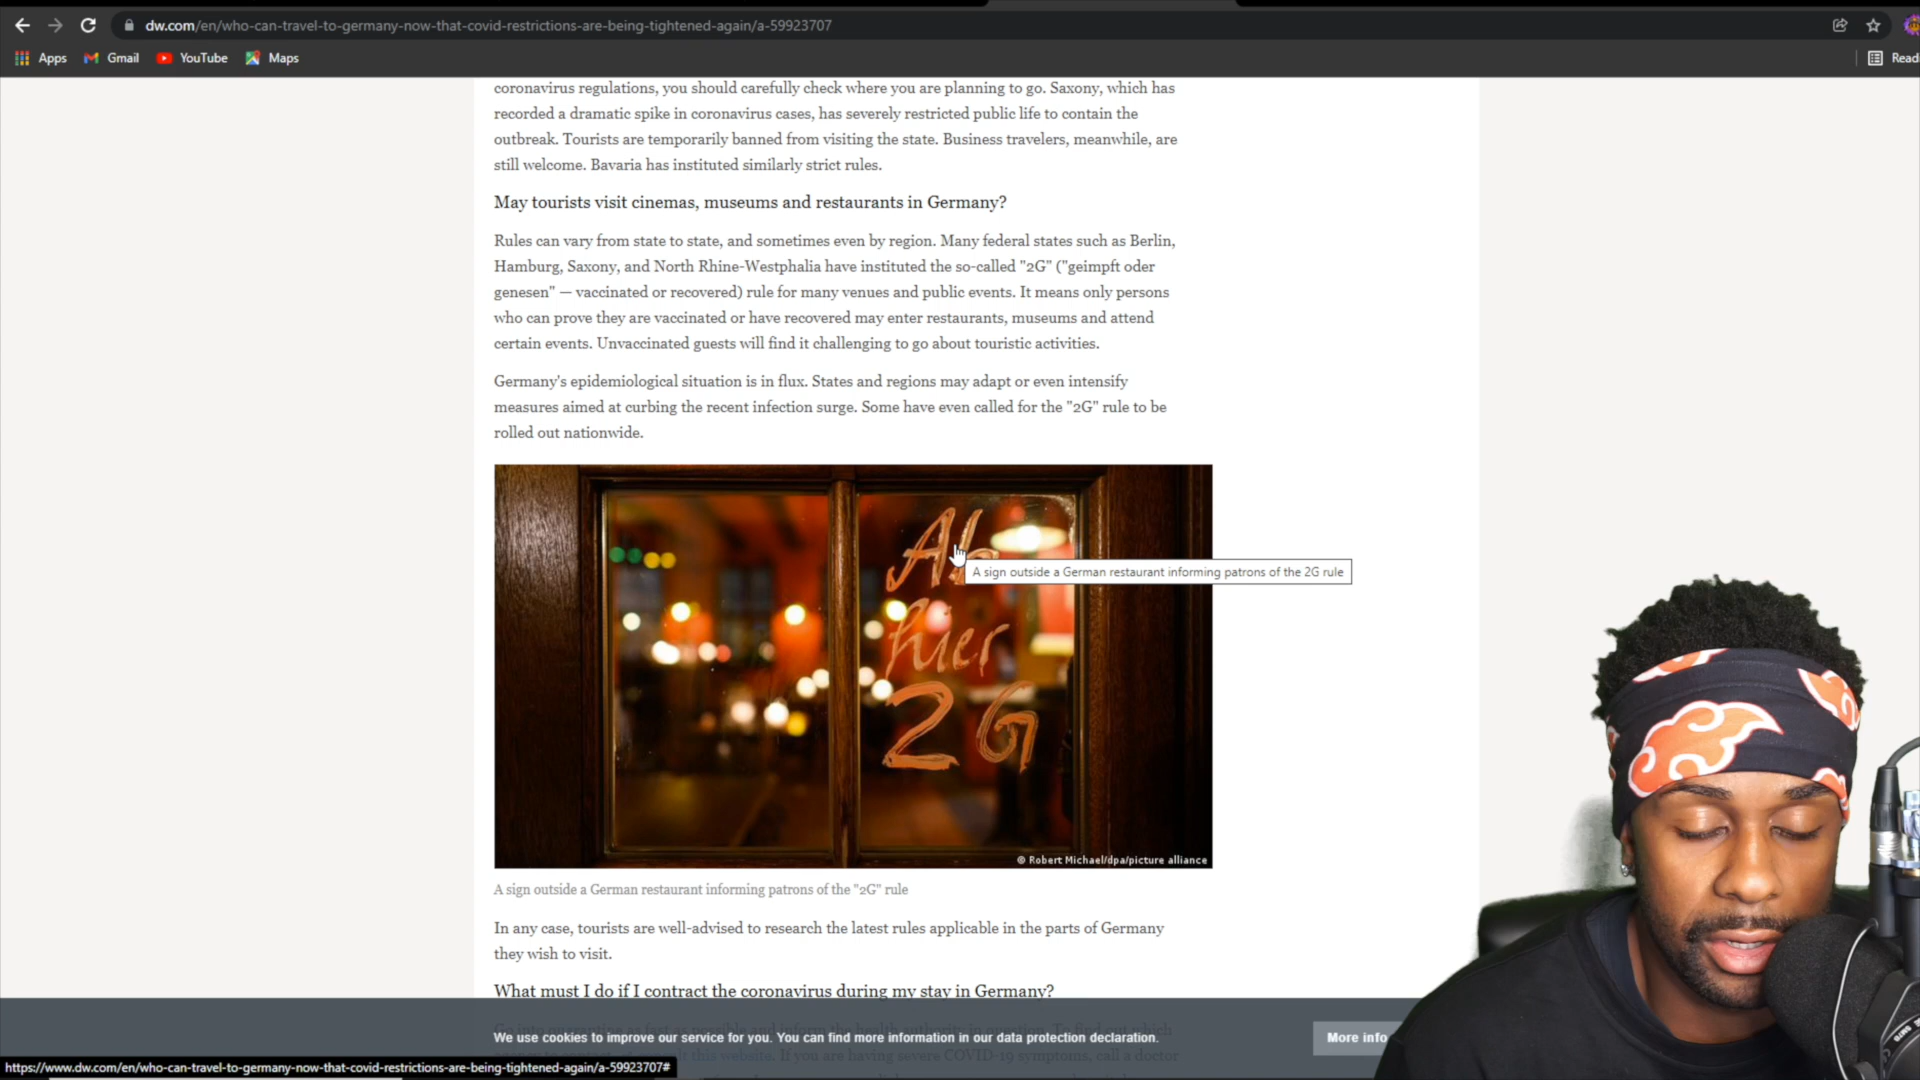 dw.com/en/who-can-travel-to-germany-now-that-covid-restrictions-are-being-tightened-again/a-59923707
Apps Gmail YouTube Maps Readi
coronavirus regulations, you should carefully check where you are planning to go. Saxony, which has
recorded a dramatic spike in coronavirus cases, has severely restricted public life to contain the
outbreak. Tourists are temporarily banned from visiting the state. Business travelers, meanwhile, are
still welcome. Bavaria has instituted similarly strict rules.
May tourists visit cinemas, museums and restaurants in Germany?
Rules can vary from state to state, and sometimes even by region. Many federal states such as Berlin,
Hamburg, Saxony, and North Rhine-Westphalia have instituted the so-called "2G" ("geimpft oder
genesen" — vaccinated or recovered) rule for many venues and public events. It means only persons
who can prove they are vaccinated or have recovered may enter restaurants, museums and attend
certain events. Unvaccinated guests will find it challenging to go about touristic activities.
Germany's epidemiological situation is in flux. States and regions may adapt or even intensify
measures aimed at curbing the recent infection surge. Some have even called for the "2G" rule to be
rolled out nationwide.
Ab
hier
2G
A sign outside a German restaurant informing patrons of the 2G rule
© Robert Michael/dpa/picture alliance
A sign outside a German restaurant informing patrons of the "2G" rule
In any case, tourists are well-advised to research the latest rules applicable in the parts of Germany
they wish to visit.
What must I do if I contract the coronavirus during my stay in Germany?
We use cookies to improve our service for you. You can find more information in our data protection declaration.
More info
this website. If you are having severe COVID-19 symptoms, call a doctor
https://www.dw.com/en/who-can-travel-to-germany-now-that-covid-restrictions-are-being-tightened-again/a-59923707#